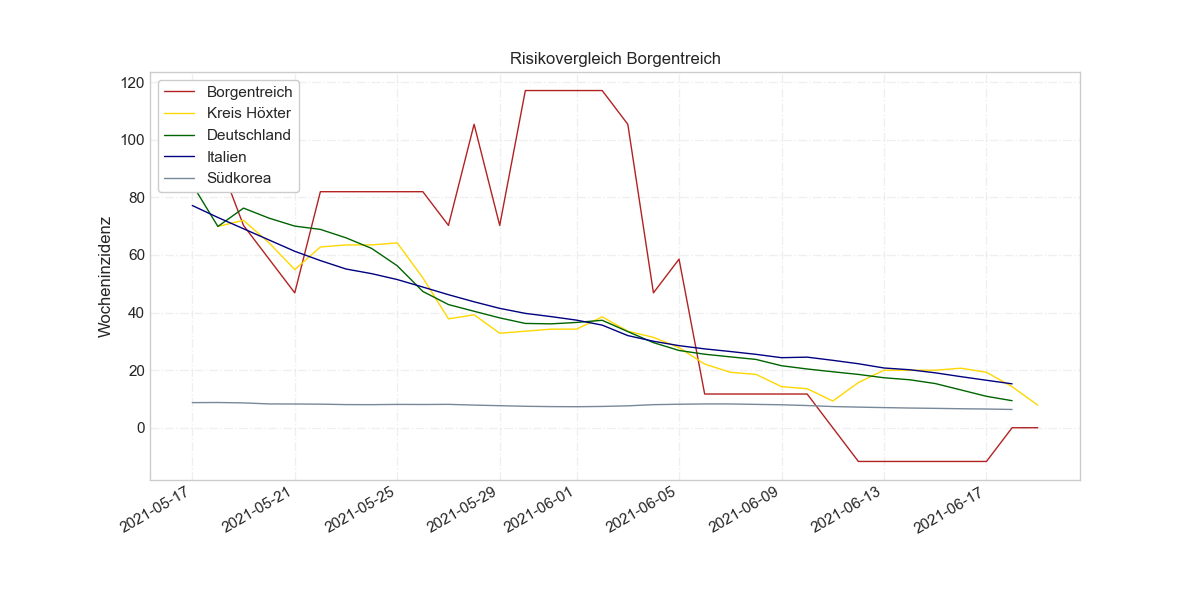 Risikovergleich Borgentreich
Borgentreich
Kreis Höxter
Deutschland
Italien
Südkorea
Wocheninzidenz
120
100
80
60
40
20
0
2021-05-17
2021-05-21
2021-05-25
2021-05-29
2021-06-01
2021-06-05
2021-06-09
2021-06-13
2021-06-17